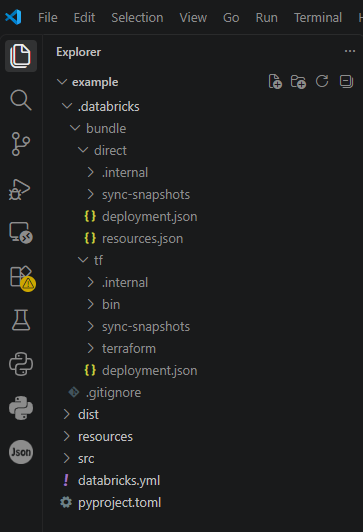 File Edit Selection View Go Run Terminal
Explorer
example
.databricks
bundle
direct
.internal
sync-snapshots
{} deployment.json
{} resources.json
tf
.internal
bin
sync-snapshots
terraform
{} deployment.json
.gitignore
dist
resources
src
! databricks.yml
pyproject.toml
Json